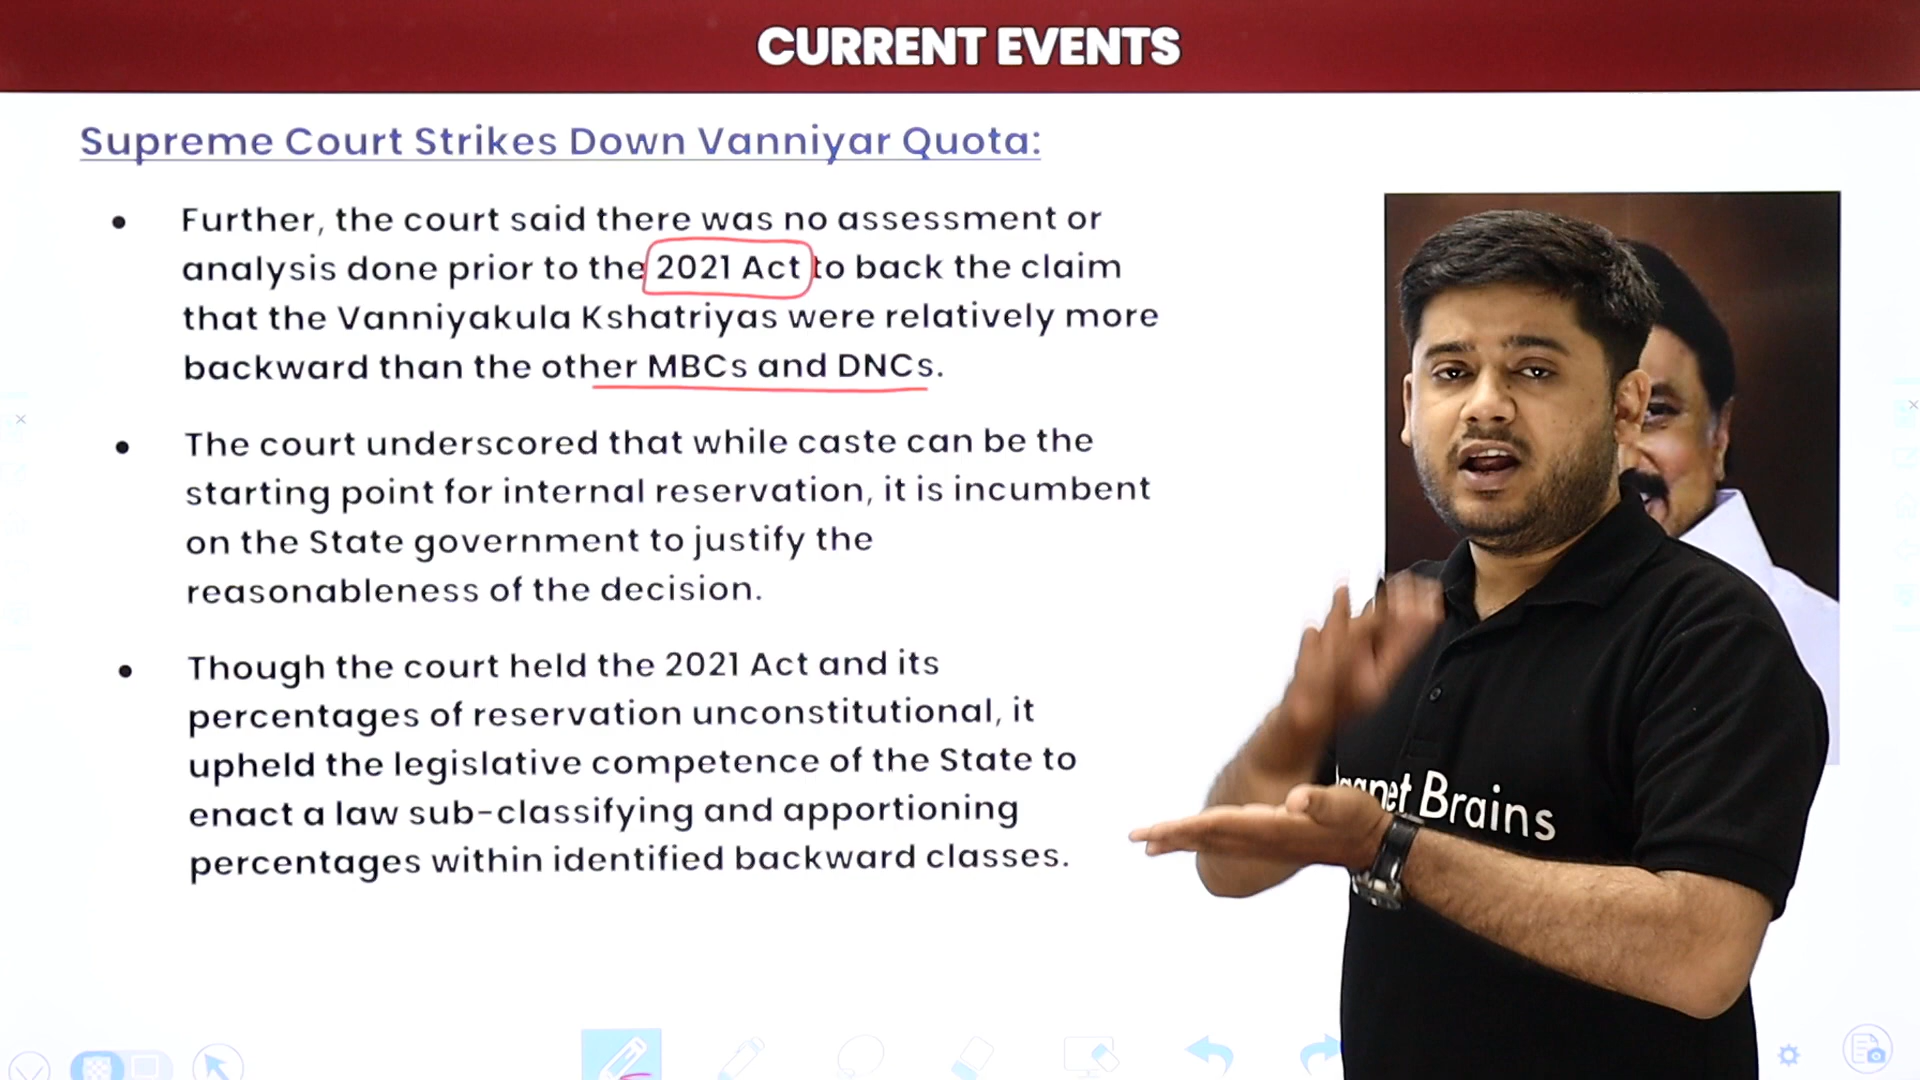 CURRENT EVENTS
Supreme Court Strikes Down Vanniyar Quota:
• Further, the court said there was no assessment or
analysis done prior to the 2021 Act to back the claim
that the Vanniyakula Kshatriyas were relatively more
backward than the other MBCs and DNCs.
• The court underscored that while caste can be the
starting point for internal reservation, it is incumbent
on the State government to justify the
reasonableness of the decision.
• Though the court held the 2021 Act and its
percentages of reservation unconstitutional, it
upheld the legislative competence of the State to
enact a law sub-classifying and apportioning
percentages within identified backward classes.
Brains